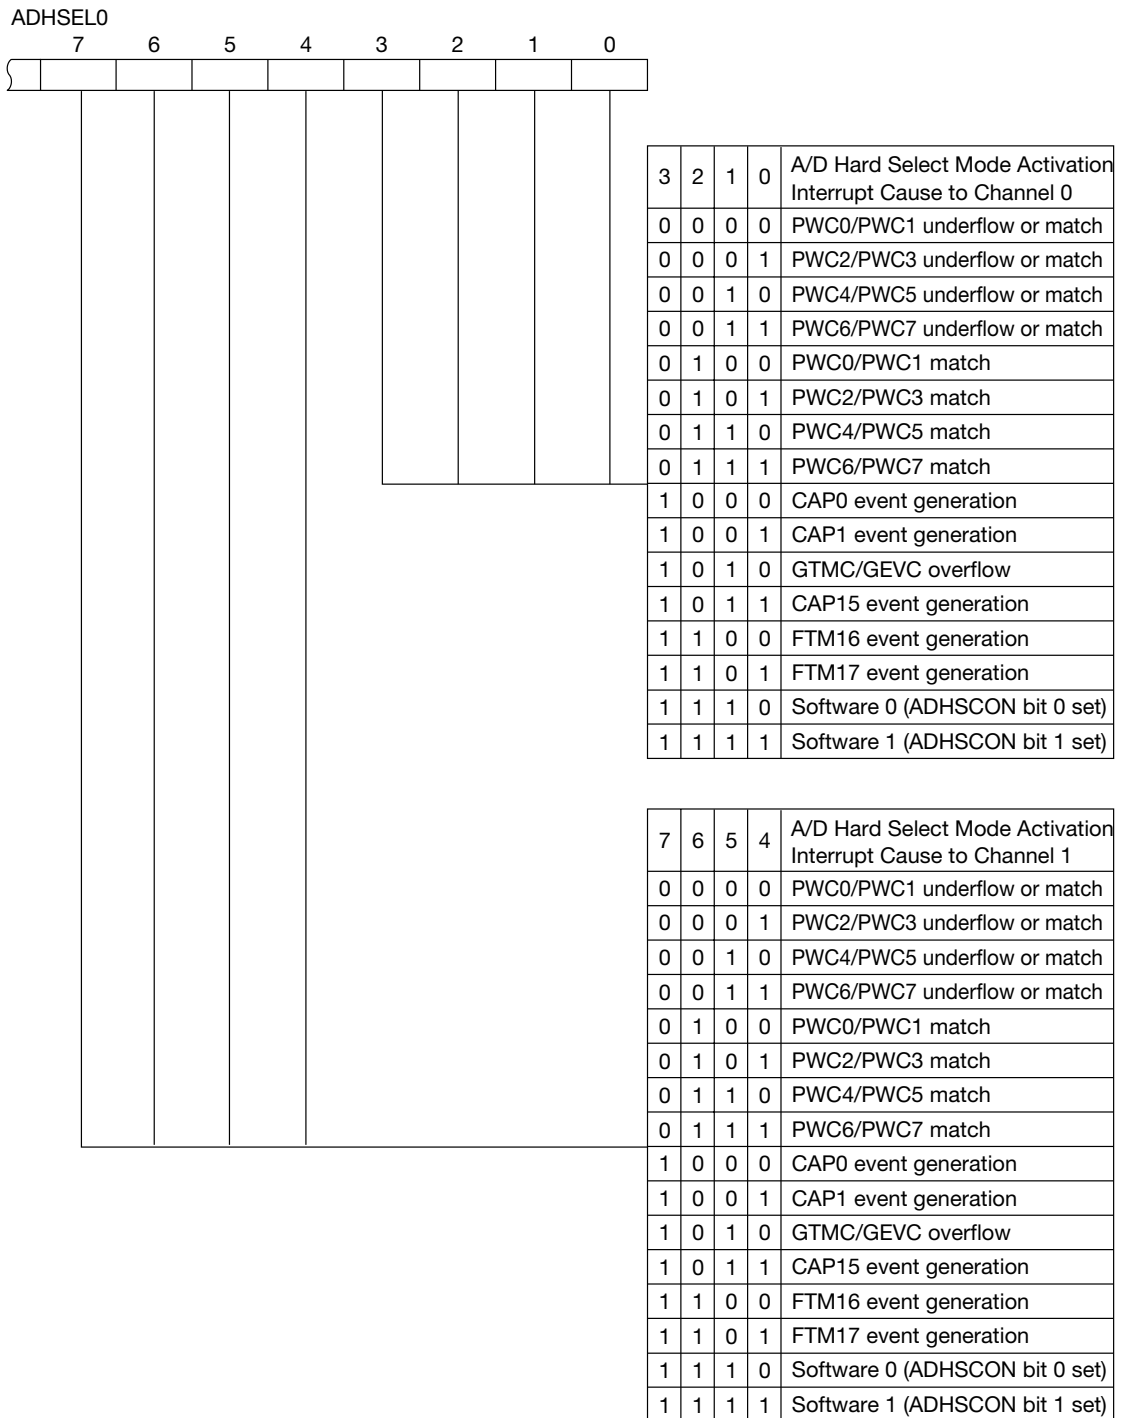 ADHSEL0
7 6 5 4 3 2 1 0
3 2 1 0 A/D Hard Select Mode Activation
Interrupt Cause to Channel 0
0 0 0 0 PWC0/PWC1 underflow or match
0 0 0 1 PWC2/PWC3 underflow or match
0 0 1 0 PWC4/PWC5 underflow or match
0 0 1 1 PWC6/PWC7 underflow or match
0 1 0 0 PWC0/PWC1 match
0 1 0 1 PWC2/PWC3 match
0 1 1 0 PWC4/PWC5 match
0 1 1 1 PWC6/PWC7 match
1 0 0 0 CAP0 event generation
1 0 0 1 CAP1 event generation
1 0 1 0 GTMC/GEVC overflow
1 0 1 1 CAP15 event generation
1 1 0 0 FTM16 event generation
1 1 0 1 FTM17 event generation
1 1 1 0 Software 0 (ADHSCON bit 0 set)
1 1 1 1 Software 1 (ADHSCON bit 1 set)
7 6 5 4 A/D Hard Select Mode Activation
Interrupt Cause to Channel 1
0 0 0 0 PWC0/PWC1 underflow or match
0 0 0 1 PWC2/PWC3 underflow or match
0 0 1 0 PWC4/PWC5 underflow or match
0 0 1 1 PWC6/PWC7 underflow or match
0 1 0 0 PWC0/PWC1 match
0 1 0 1 PWC2/PWC3 match
0 1 1 0 PWC4/PWC5 match
0 1 1 1 PWC6/PWC7 match
1 0 0 0 CAP0 event generation
1 0 0 1 CAP1 event generation
1 0 1 0 GTMC/GEVC overflow
1 0 1 1 CAP15 event generation
1 1 0 0 FTM16 event generation
1 1 0 1 FTM17 event generation
1 1 1 0 Software 0 (ADHSCON bit 0 set)
1 1 1 1 Software 1 (ADHSCON bit 1 set)